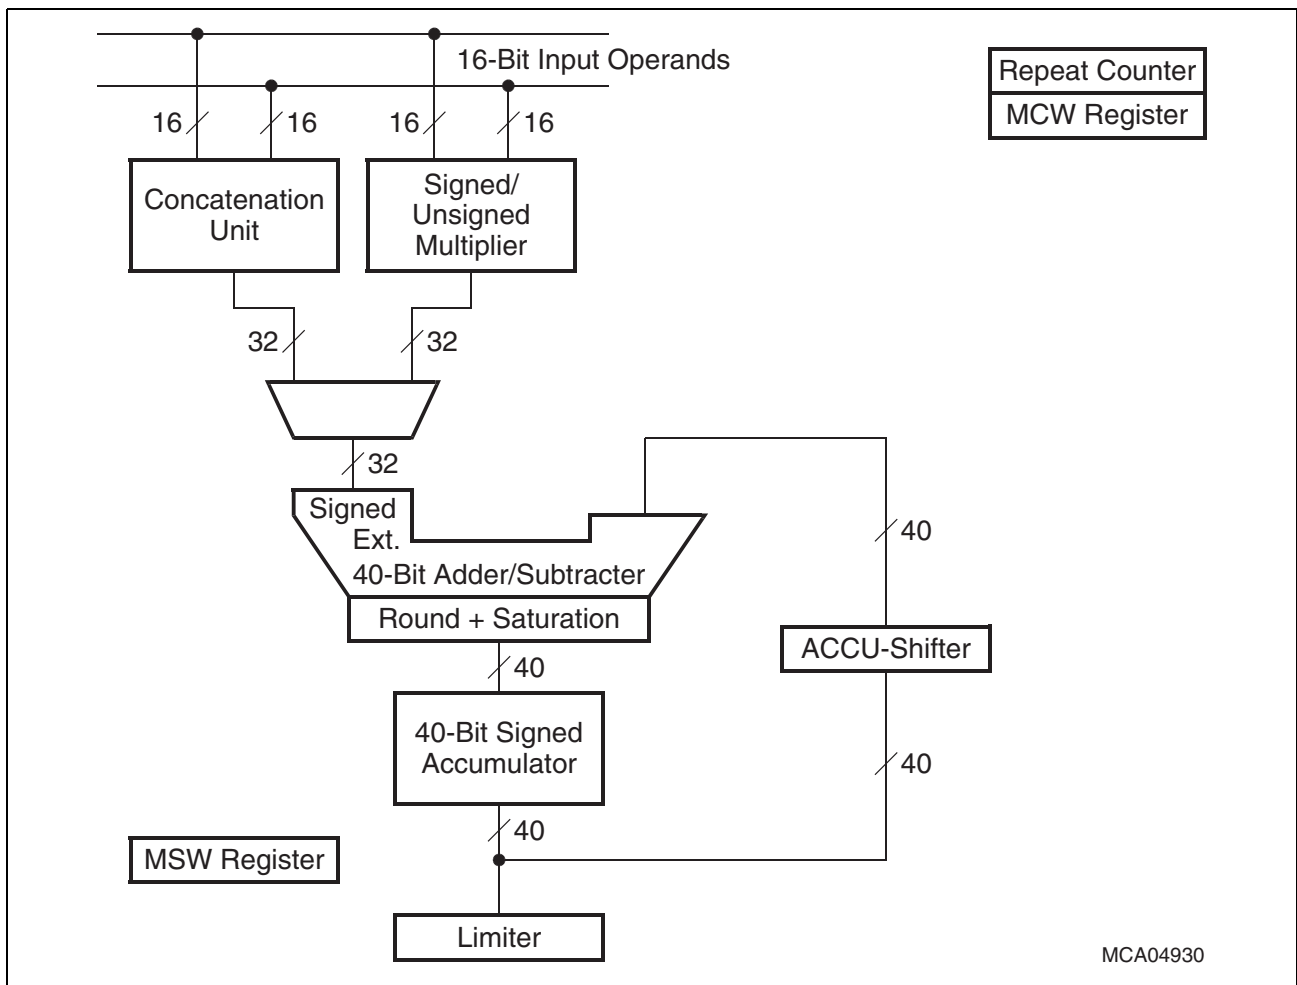 16-Bit Input Operands
Repeat Counter
MCW Register
16
16
16
16
Concatenation
Unit
Signed/
Unsigned
Multiplier
32
32
32
Signed
Ext.
40-Bit Adder/Subtracter
Round + Saturation
40
ACCU-Shifter
40
40-Bit Signed
Accumulator
40
40
MSW Register
Limiter
MCA04930